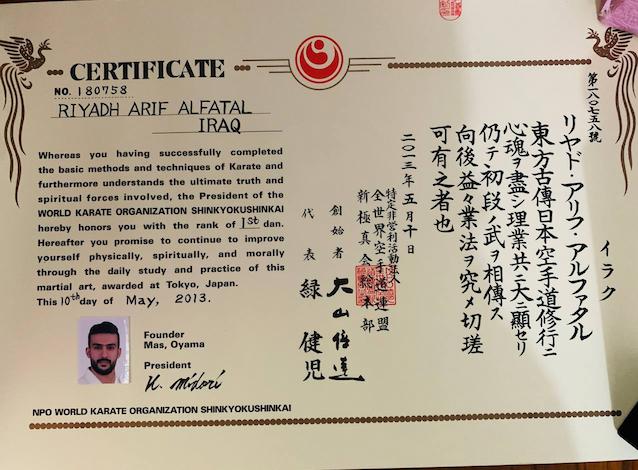 CERTIFICATE
NO. 180758
RIYADH ARIF ALFATAL
IRAQ
Whereas you having successfully completed
the basic methods and techniques of Karate and
furthermore understands the ultimate truth and
spiritual forces involved, the President of the
WORLD KARATE ORGANIZATION SHINKYOKUSHINKAI
hereby honors you with the rank of 1st dan.
Hereafter you promise to continue to improve
yourself physically, spiritually, and morally
through the daily study and practice of this
martial art, awarded at Tokyo, Japan.
This 10th day of May, 2013.
Founder
Mas, Oyama
President
K. Midori
NPO WORLD KARATE ORGANIZATION SHINKYOKUSHINKAI
第一八〇七五八號
イラク
リヤド・アリフ・アルファタル
東方古傳日本空手道修行ニ
心魂ヲ盡シ理業共ニ大ニ顯セリ
仍テ初段ノ武ヲ相傳ス
向後益々業法ヲ究メ切瑳
可有之者也
二〇一三年五月十日
特定非営利活動法人
全世界空手道連盟
新極真会総本部
創始者 大山倍達
代表 緑健児